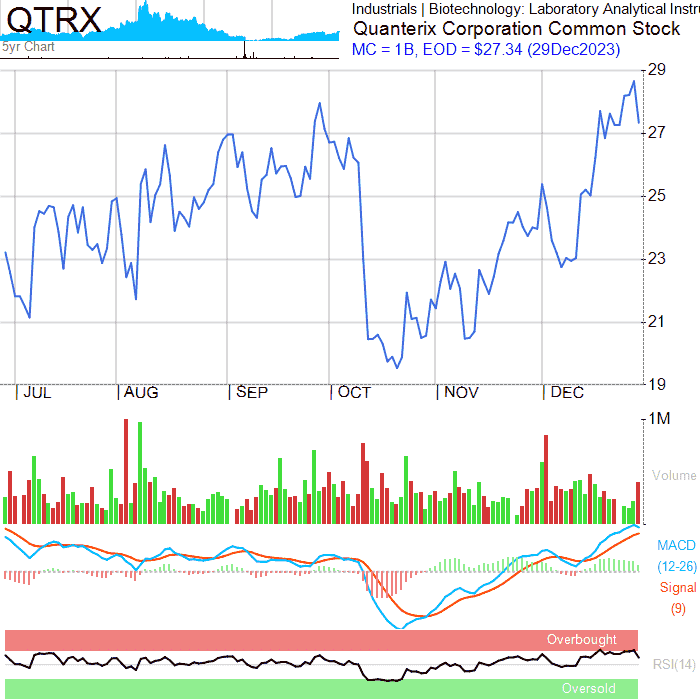 QTRX
5yr Chart
Industrials | Biotechnology: Laboratory Analytical
Quanterix Corporation Common Stock
MC = 1B, EOD = $27.34 (29Dec2023)
29
27
25
23
21
19
| JUL | AUG | SEP | OCT | NOV | DEC
1M
Volume
MACD
(12-26)
Signal
(9)
Overbought
RSI(14)
Oversold